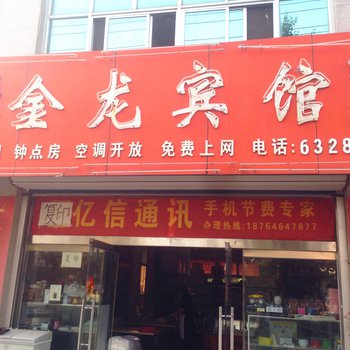 金龙宾馆
钟点房 空调开放 免费上网 电话:6328
复印 亿信通讯 手机节费专家
办理热线:18764647877
复印